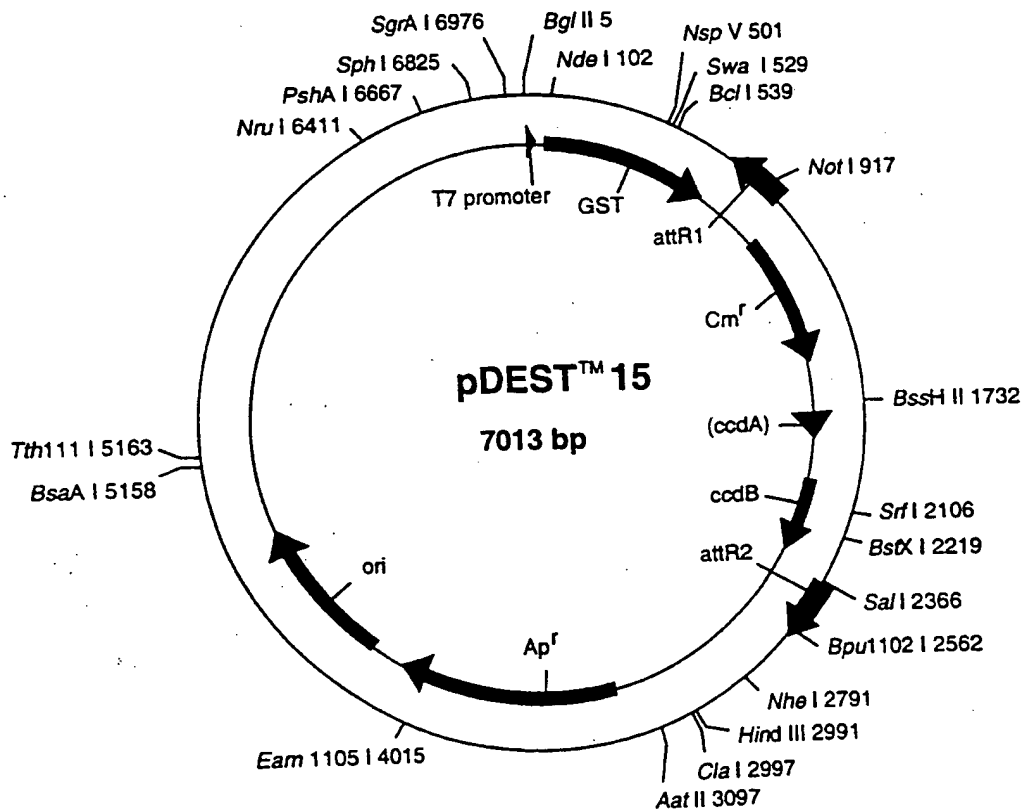 SgrA I 6976
Bgl II 5
Nsp V 501
Sph I 6825
Nde I 102
Swa I 529
PshA I 6667
Bcl I 539
Nru I 6411
Not I 917
T7 promoter
GST
attR1
Cmʳ
pDEST™ 15
7013 bp
BssH II 1732
(ccdA)
Tth111 I 5163
BsaA I 5158
ccdB
Srf I 2106
BstX I 2219
attR2
ori
Sal I 2366
Apʳ
Bpu1102 I 2562
Nhe I 2791
Eam 1105 I 4015
Hind III 2991
Cla I 2997
Aat II 3097